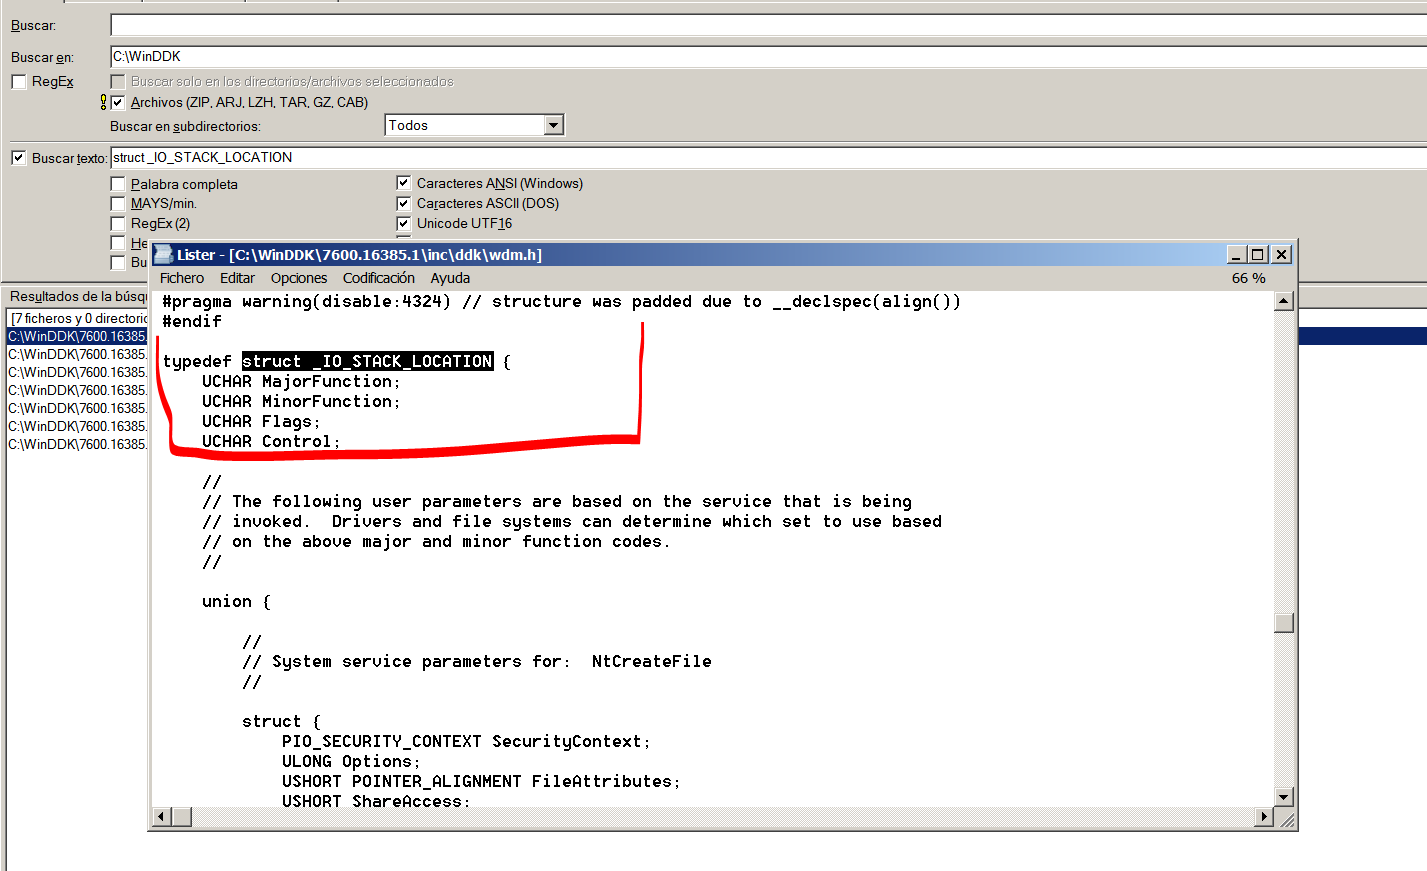 Buscar:
Buscar en: C:\WinDDK
RegEx Buscar solo en los directorios/archivos seleccionados
Archivos (ZIP, ARJ, LZH, TAR, GZ, CAB)
Buscar en subdirectorios: Todos
Buscar texto: struct _IO_STACK_LOCATION
Palabra completa Caracteres ANSI (Windows)
MAYS/min. Caracteres ASCII (DOS)
RegEx (2) Unicode UTF16
He
Bu
Resultados de la búsqu
[7 ficheros y 0 directorio
C:\WinDDK\7600.16385.
C:\WinDDK\7600.16385.
C:\WinDDK\7600.16385.
C:\WinDDK\7600.16385.
C:\WinDDK\7600.16385.
C:\WinDDK\7600.16385.
C:\WinDDK\7600.16385.
Lister - [C:\WinDDK\7600.16385.1\inc\ddk\wdm.h]
Fichero Editar Opciones Codificación Ayuda 66 %
#pragma warning(disable:4324) // structure was padded due to __declspec(align())
#endif
typedef struct _IO_STACK_LOCATION {
UCHAR MajorFunction;
UCHAR MinorFunction;
UCHAR Flags;
UCHAR Control;
//
// The following user parameters are based on the service that is being
// invoked. Drivers and file systems can determine which set to use based
// on the above major and minor function codes.
//
union {
//
// System service parameters for: NtCreateFile
//
struct {
PIO_SECURITY_CONTEXT SecurityContext;
ULONG Options;
USHORT POINTER_ALIGNMENT FileAttributes;
USHORT ShareAccess;